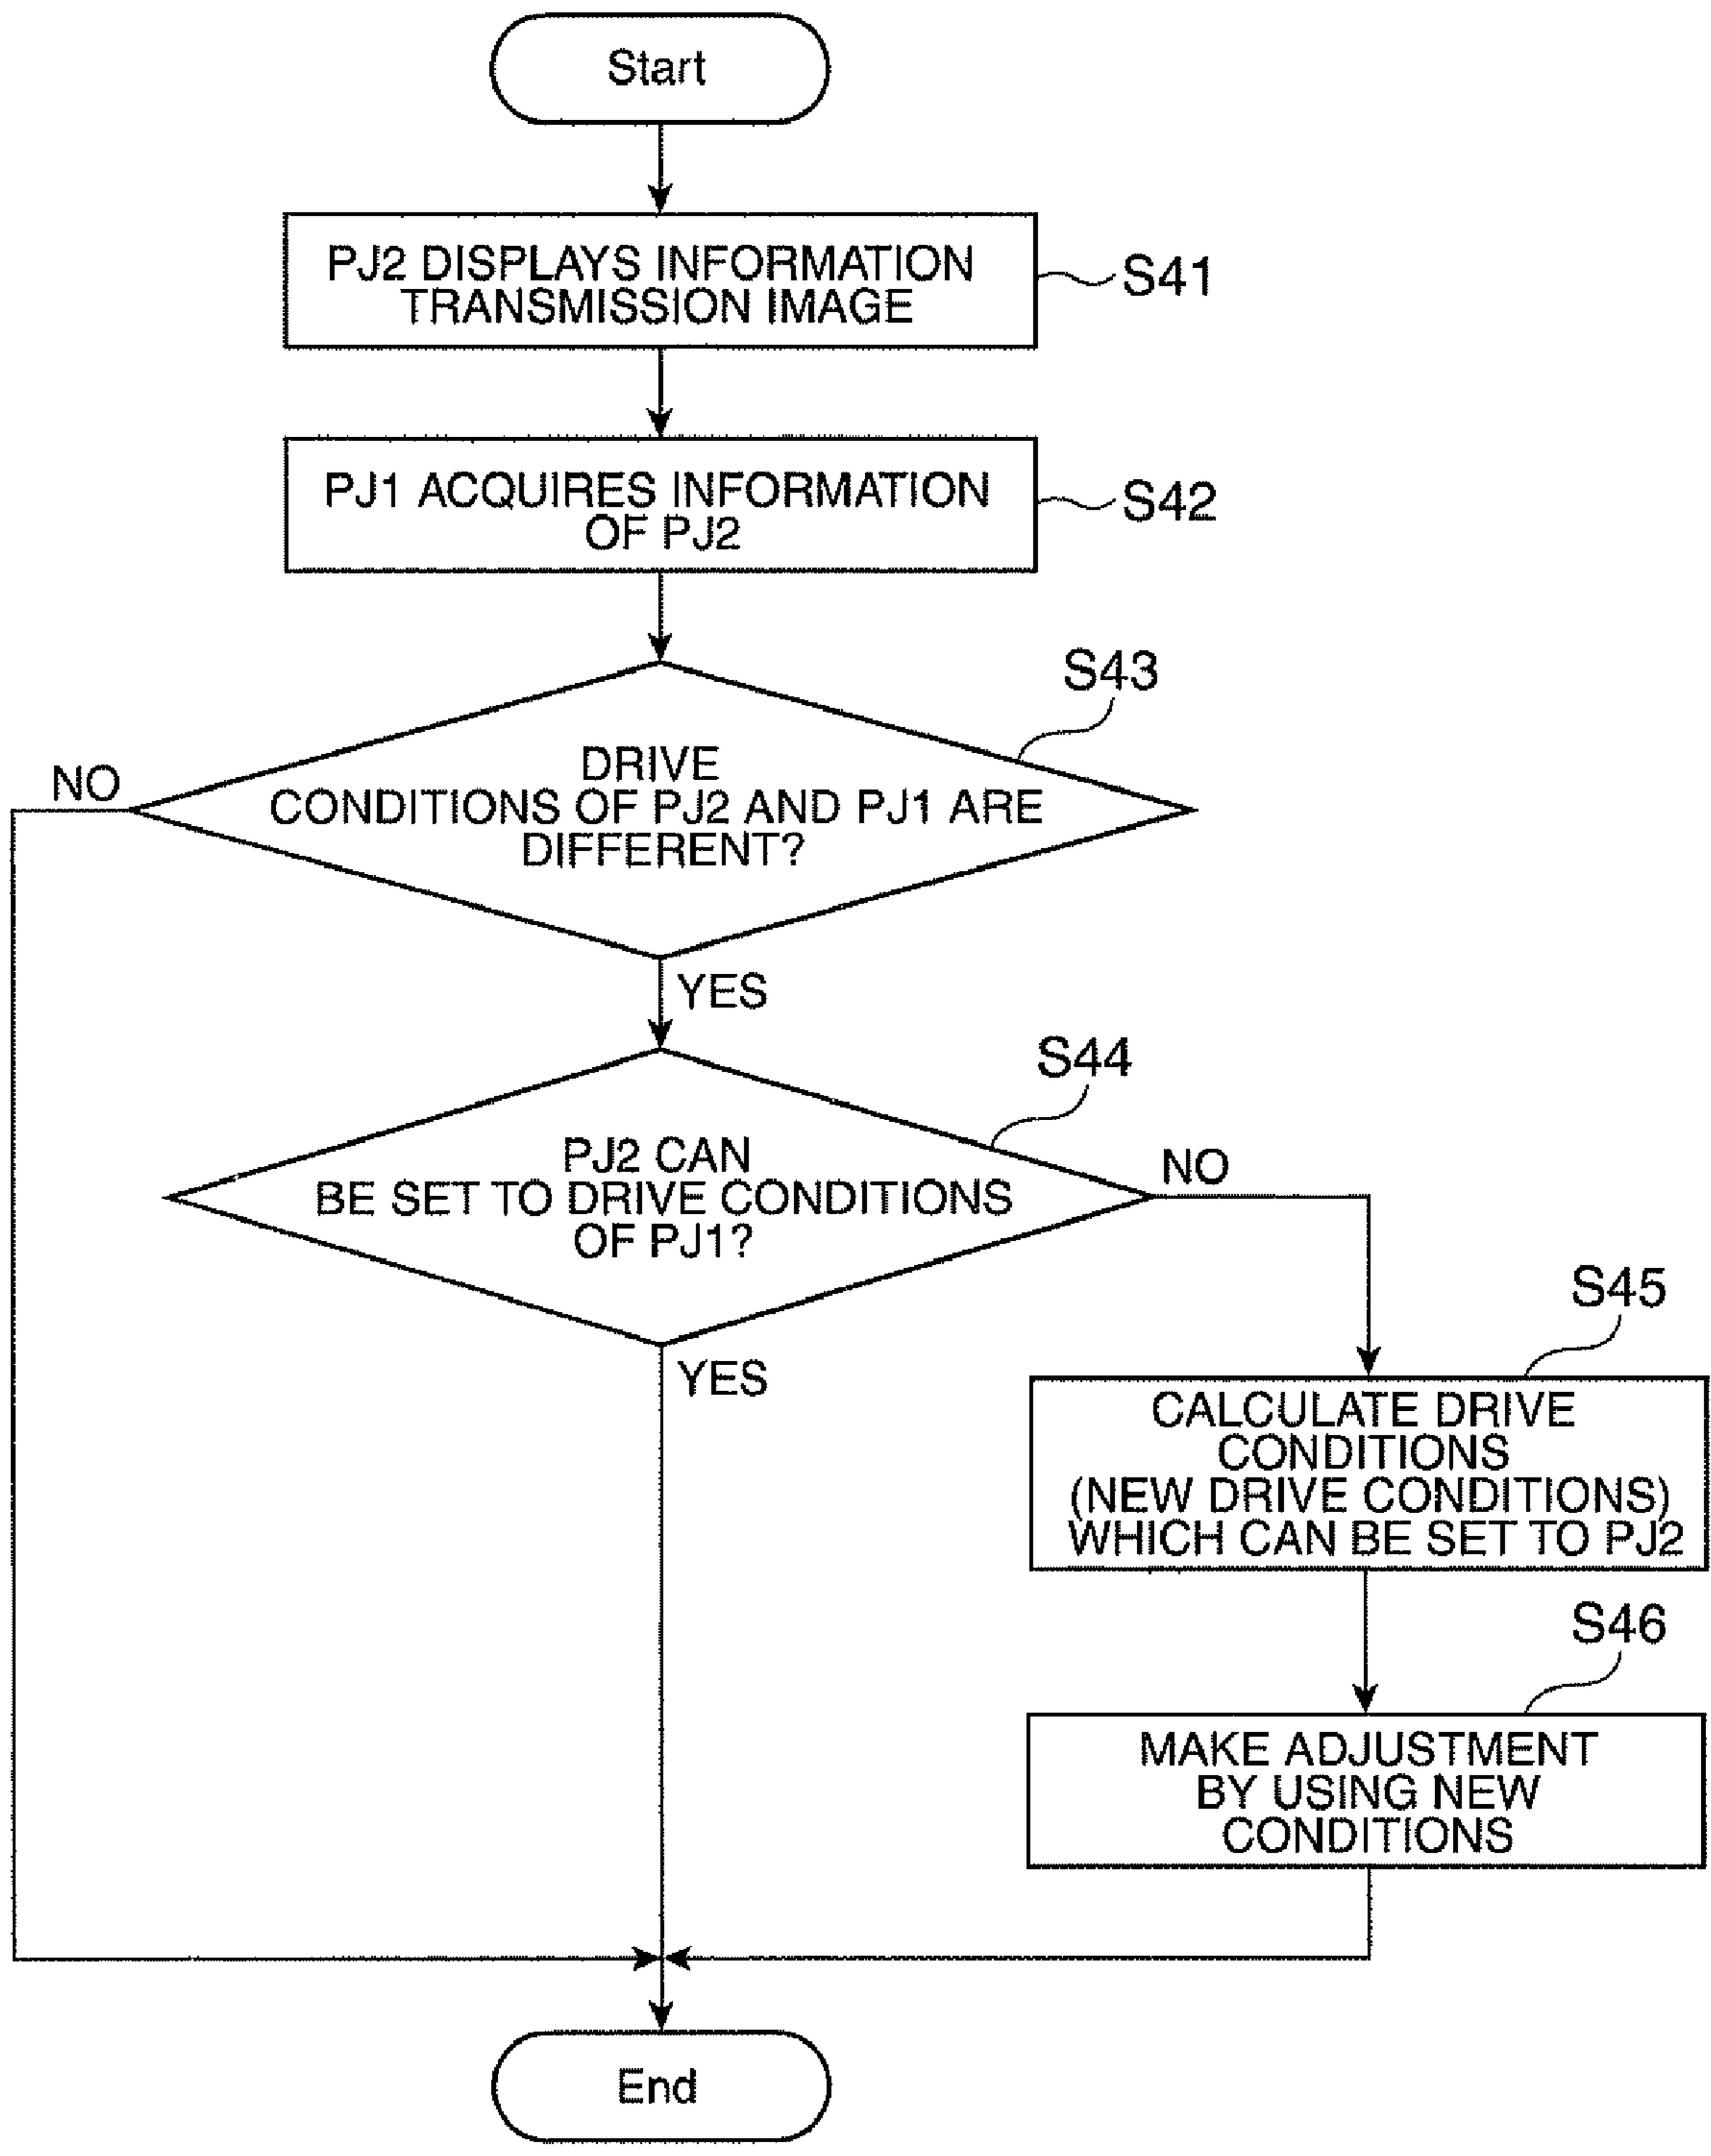 Start
PJ2 DISPLAYS INFORMATION
TRANSMISSION IMAGE
S41
PJ1 ACQUIRES INFORMATION
OF PJ2
S42
S43
DRIVE
CONDITIONS OF PJ2 AND PJ1 ARE
DIFFERENT?
NO
YES
S44
PJ2 CAN
BE SET TO DRIVE CONDITIONS
OF PJ1?
NO
YES
S45
CALCULATE DRIVE
CONDITIONS
(NEW DRIVE CONDITIONS)
WHICH CAN BE SET TO PJ2
S46
MAKE ADJUSTMENT
BY USING NEW
CONDITIONS
End